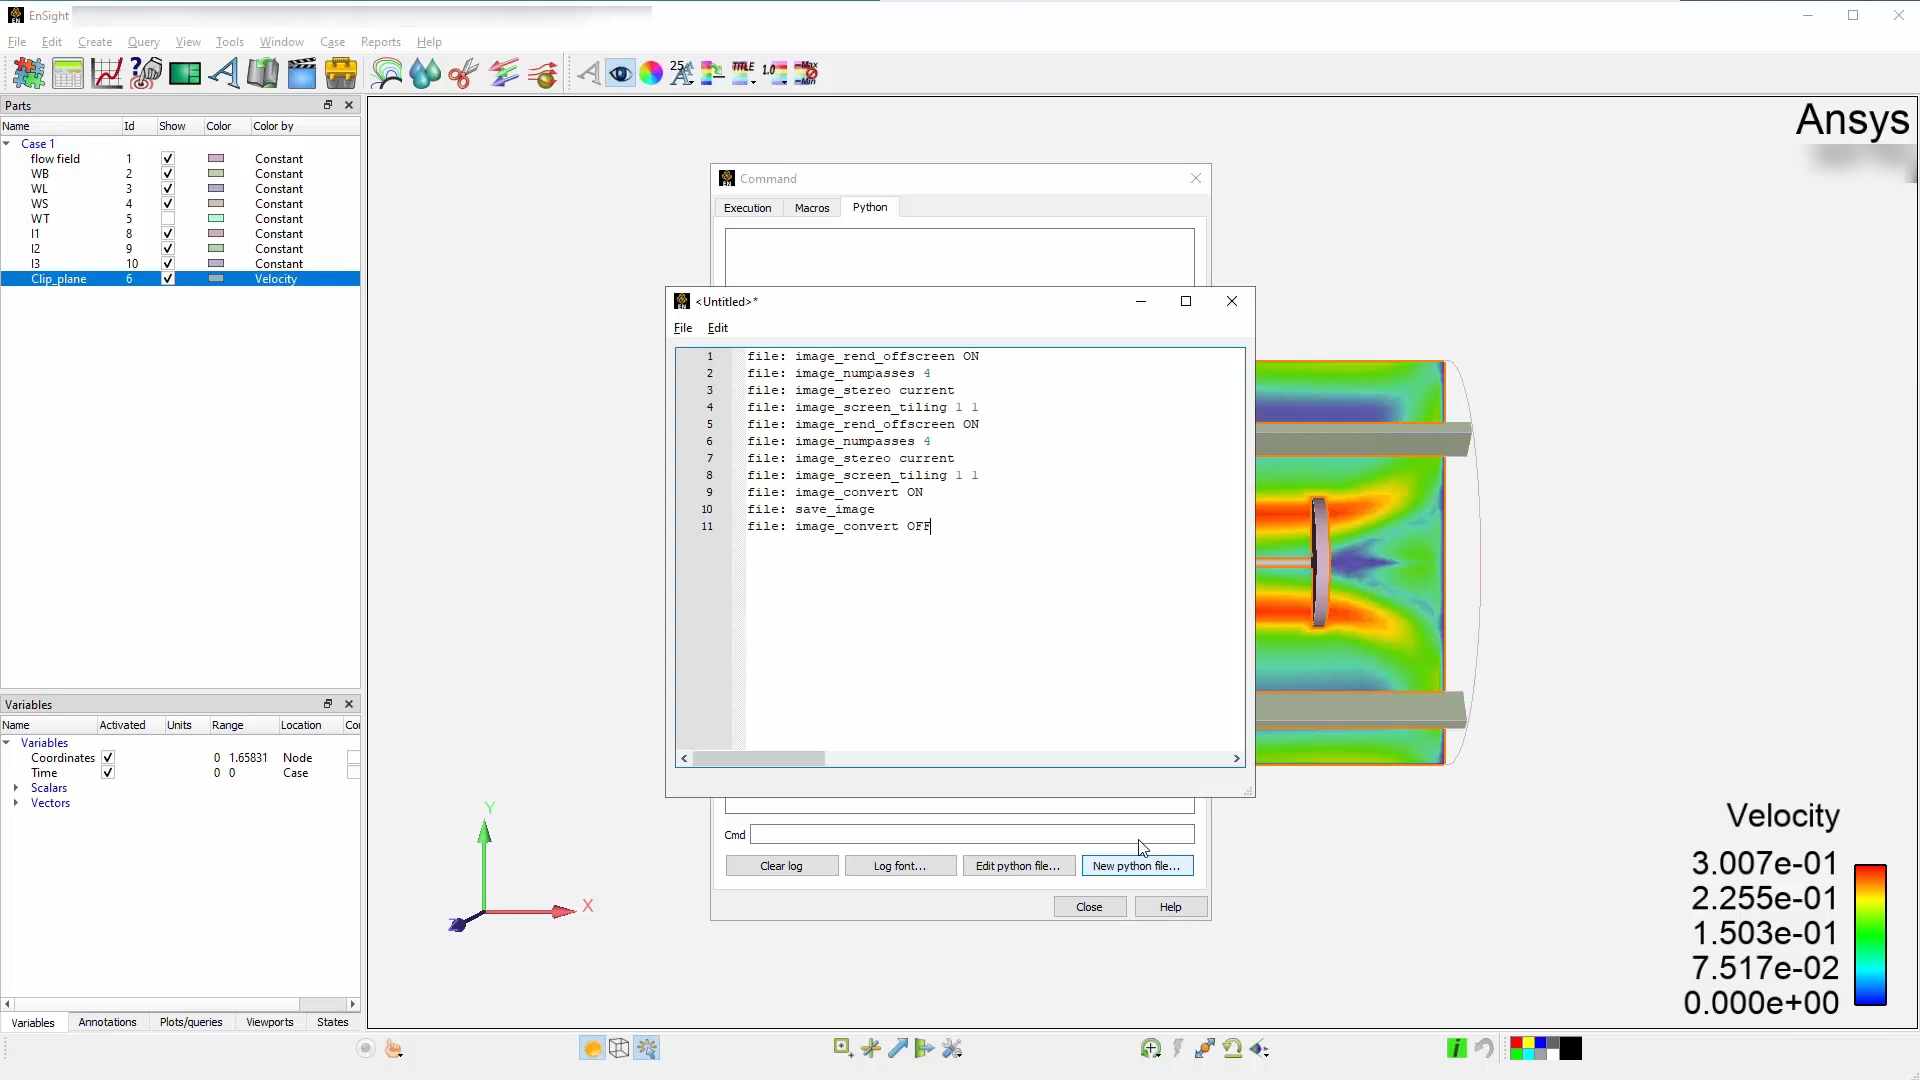 EnSight
File Edit Create Query View Tools Window Case Reports Help
25 TITLE 1.0 Max Min
Parts
Name Id Show Color Color by
Case 1
flow field 1 Constant
WB 2 Constant
WL 3 Constant
WS 4 Constant
WT 5 Constant
I1 8 Constant
I2 9 Constant
I3 10 Constant
Clip_plane 6 Velocity
Ansys
Command
Execution Macros Python
<Untitled>*
File Edit
1 file: image_rend_offscreen ON
2 file: image_numpasses 4
3 file: image_stereo current
4 file: image_screen_tiling 1 1
5 file: image_rend_offscreen ON
6 file: image_numpasses 4
7 file: image_stereo current
8 file: image_screen_tiling 1 1
9 file: image_convert ON
10 file: save_image
11 file: image_convert OFF
Cmd
Clear log Log font... Edit python file... New python file...
Close Help
Variables
Name Activated Units Range Location Co
Variables
Coordinates 0 1.65831 Node
Time 0 0 Case
Scalars
Vectors
Variables Annotations Plots/queries Viewports States
Y
X
Z
Velocity
3.007e-01
2.255e-01
1.503e-01
7.517e-02
0.000e+00